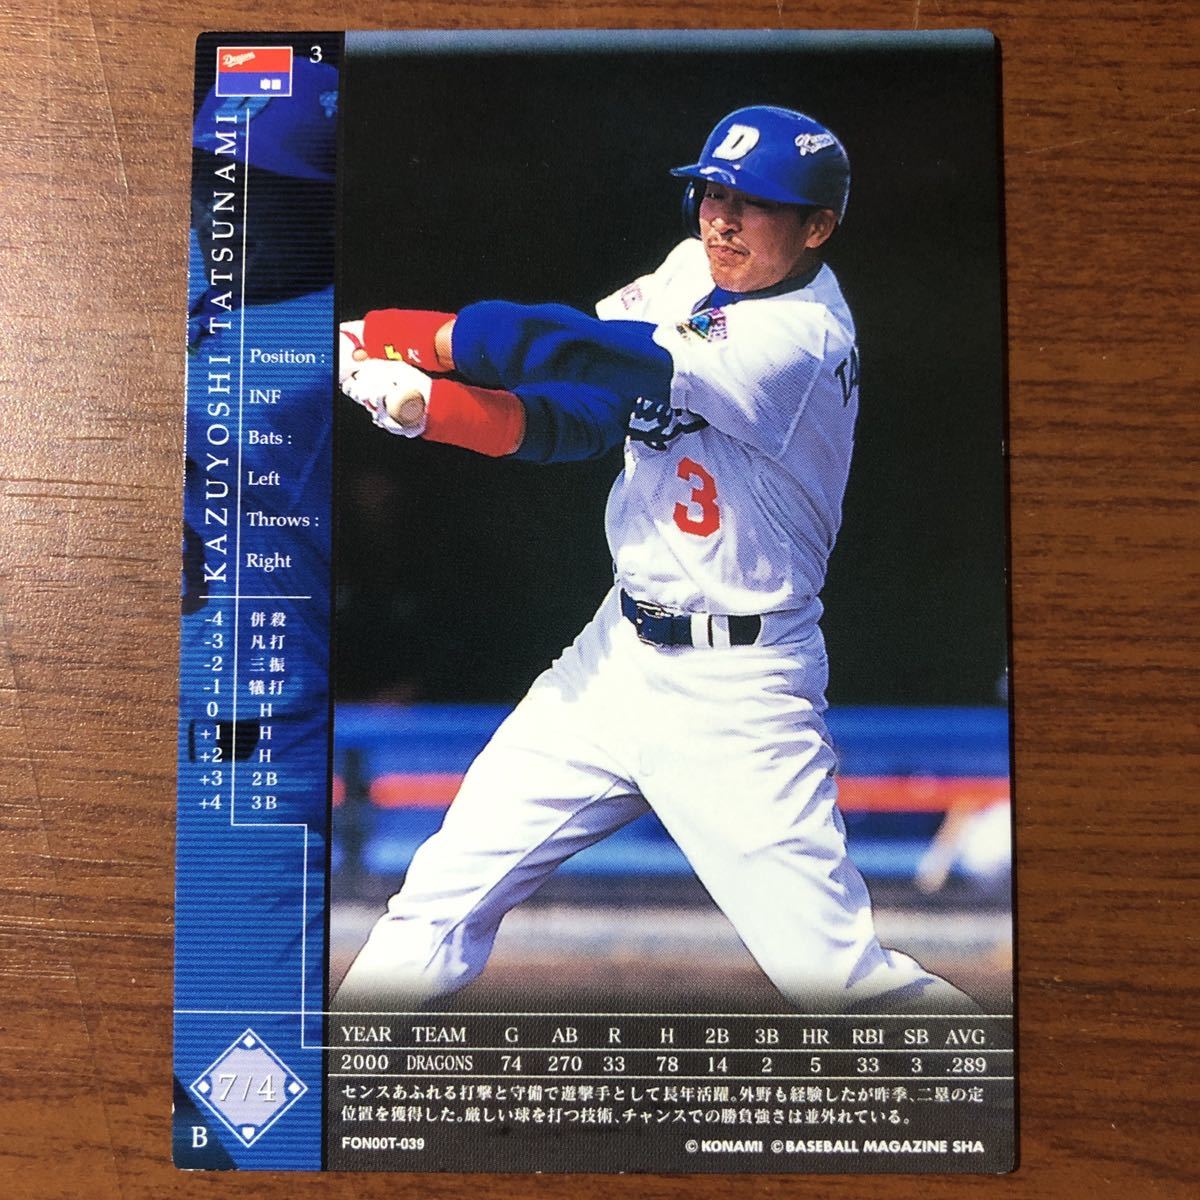 Dragons
中日
3
KAZUYOSHI TATSUNAMI
Position :
INF
Bats :
Left
Throws :
Right
-4 併殺
-3 凡打
-2 三振
-1 犠打
0 H
+1 H
+2 H
+3 2B
+4 3B
7/4
B
D
3
YEAR TEAM G AB R H 2B 3B HR RBI SB AVG
2000 DRAGONS 74 270 33 78 14 2 5 33 3 .289
センスあふれる打撃と守備で遊撃手として長年活躍。外野も経験したが昨季、二塁の定
位置を獲得した。厳しい球を打つ技術、チャンスでの勝負強さは並外れている。
FON00T-039
© KONAMI ©BASEBALL MAGAZINE SHA